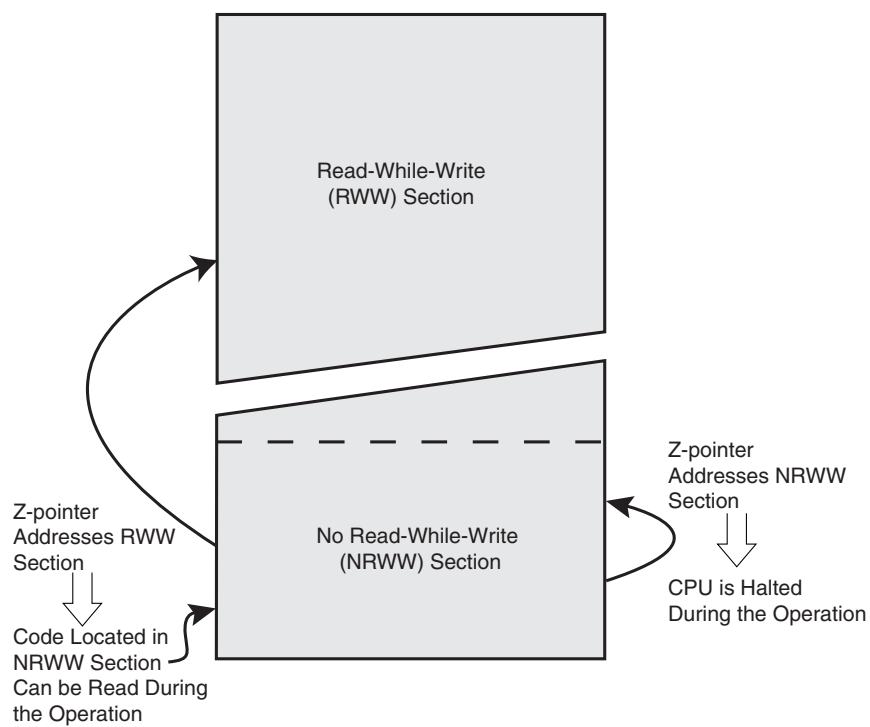 Read-While-Write
(RWW) Section
Z-pointer
Addresses NRWW
Section
Z-pointer
Addresses RWW
Section
No Read-While-Write
(NRWW) Section
CPU is Halted
During the Operation
Code Located in
NRWW Section
Can be Read During
the Operation